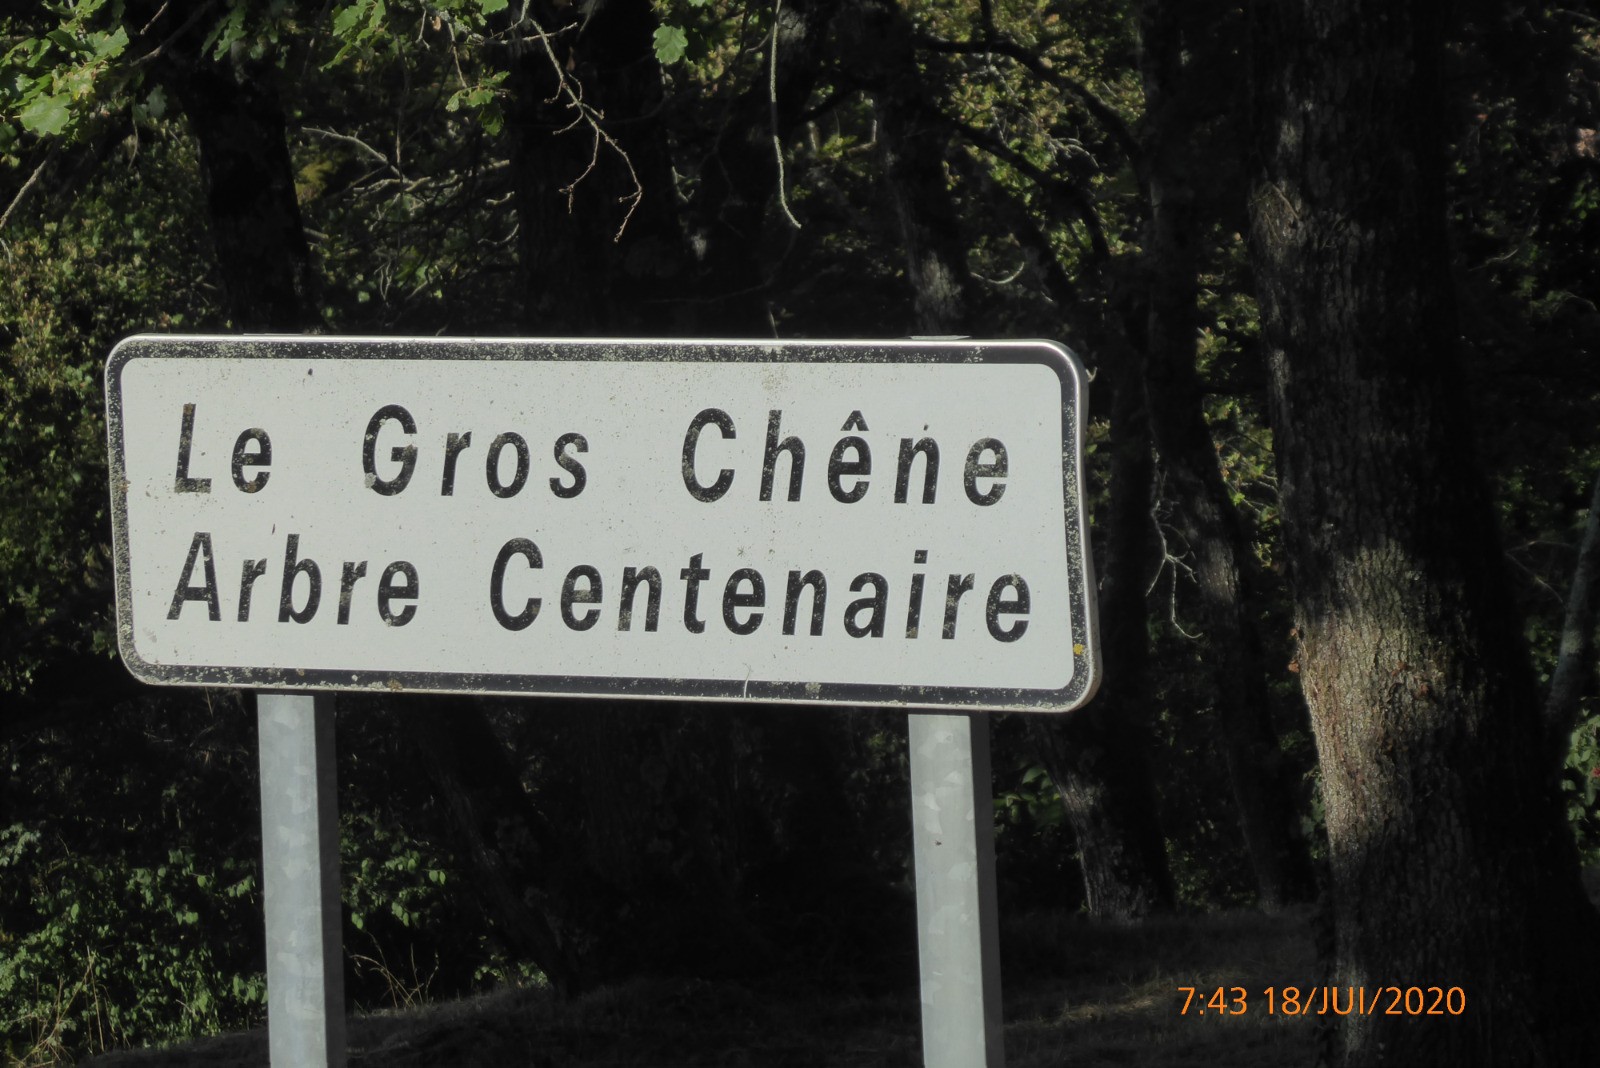 Le Gros Chêne
Arbre Centenaire
7:43 18/JUI/2020